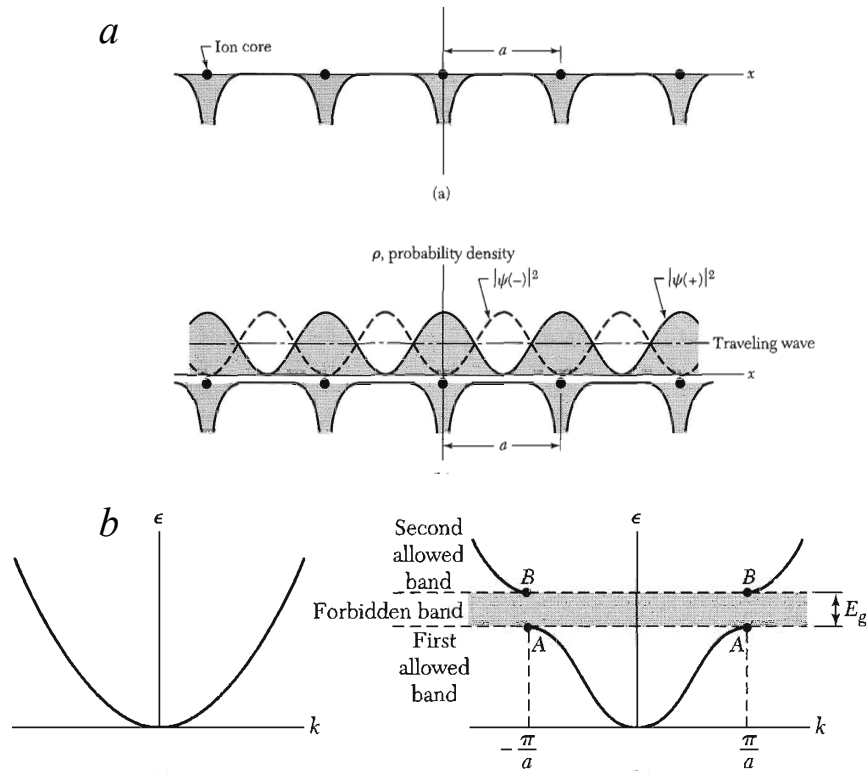 a
Ion core
a
x
(a)
ρ, probability density
|ψ(−)|²
|ψ(+)|²
Traveling wave
x
a
b
ϵ
k
Second
allowed
band
Forbidden band
First
allowed
band
ϵ
B
B
E_g
A
A
k
−π/a
π/a